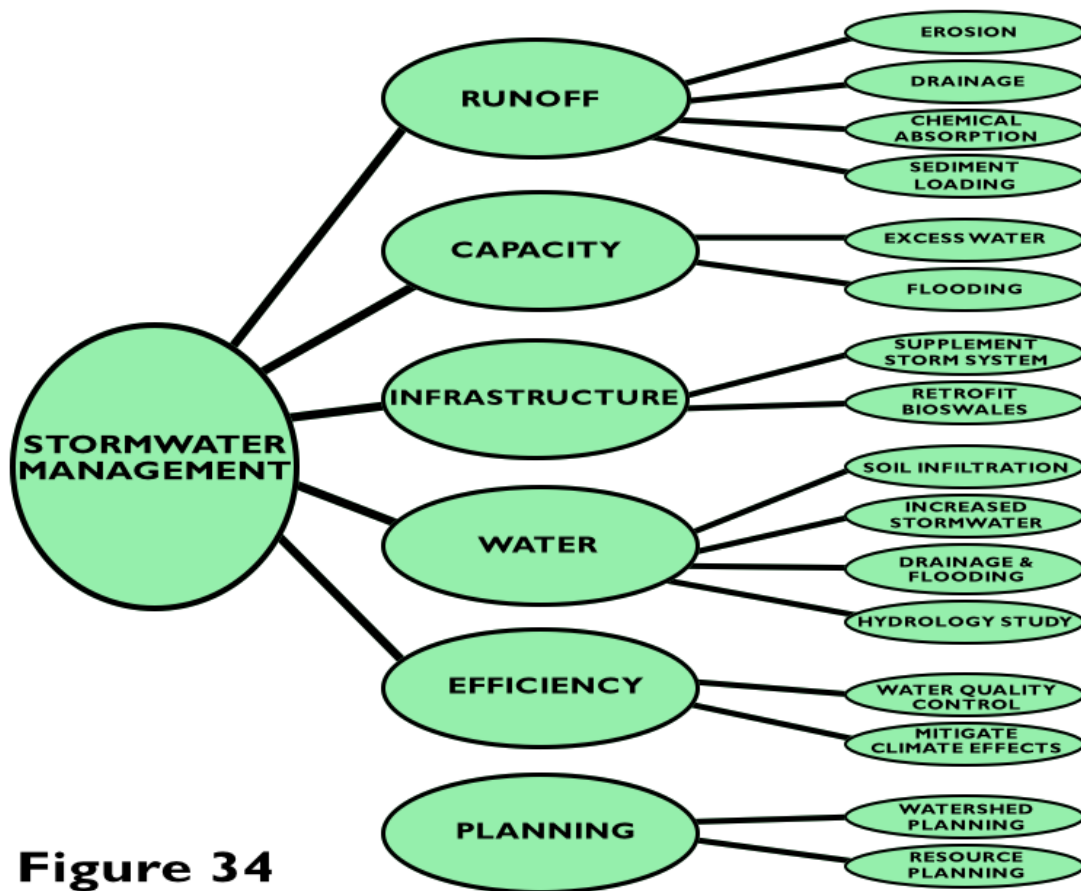 STORMWATER
MANAGEMENT
RUNOFF
EROSION
DRAINAGE
CHEMICAL
ABSORPTION
SEDIMENT
LOADING
CAPACITY
EXCESS WATER
FLOODING
INFRASTRUCTURE
SUPPLEMENT
STORM SYSTEM
RETROFIT
BIOSWALES
WATER
SOIL INFILTRATION
INCREASED
STORMWATER
DRAINAGE &
FLOODING
HYDROLOGY STUDY
EFFICIENCY
WATER QUALITY
CONTROL
MITIGATE
CLIMATE EFFECTS
PLANNING
WATERSHED
PLANNING
RESOURCE
PLANNING
Figure 34